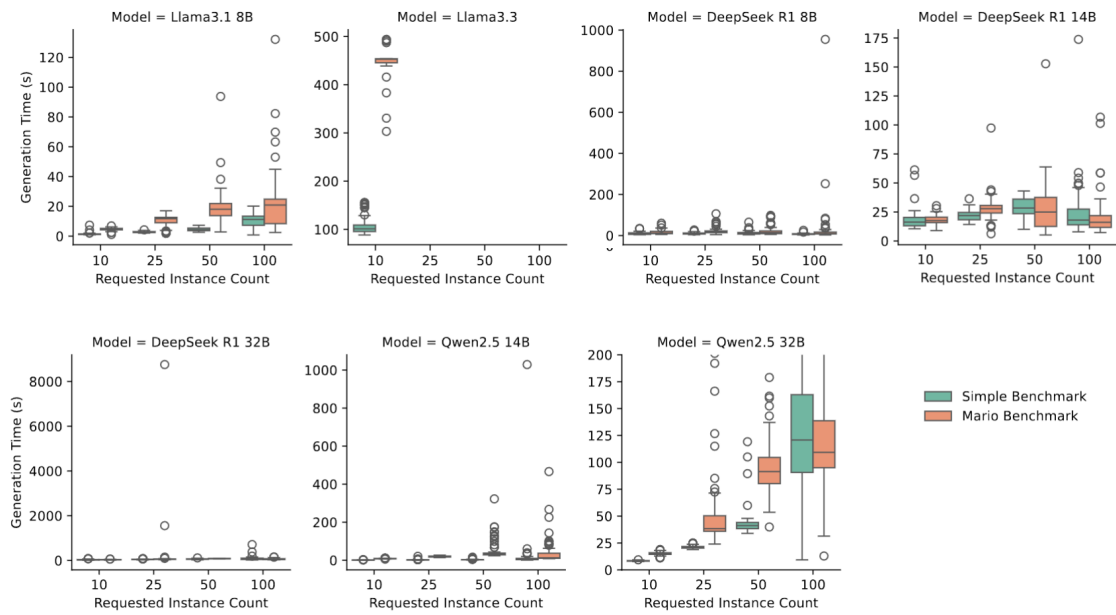 Model = Llama3.1 8B
Generation Time (s)
120
100
80
60
40
20
0
10 25 50 100
Requested Instance Count
Model = Llama3.3
500
400
300
200
100
10 25 50 100
Requested Instance Count
Model = DeepSeek R1 8B
1000
800
600
400
200
0
10 25 50 100
Requested Instance Count
Model = DeepSeek R1 14B
175
150
125
100
75
50
25
0
10 25 50 100
Requested Instance Count
Model = DeepSeek R1 32B
Generation Time (s)
8000
6000
4000
2000
0
10 25 50 100
Requested Instance Count
Model = Qwen2.5 14B
1000
800
600
400
200
0
10 25 50 100
Requested Instance Count
Model = Qwen2.5 32B
200
175
150
125
100
75
50
25
0
10 25 50 100
Requested Instance Count
Simple Benchmark
Mario Benchmark